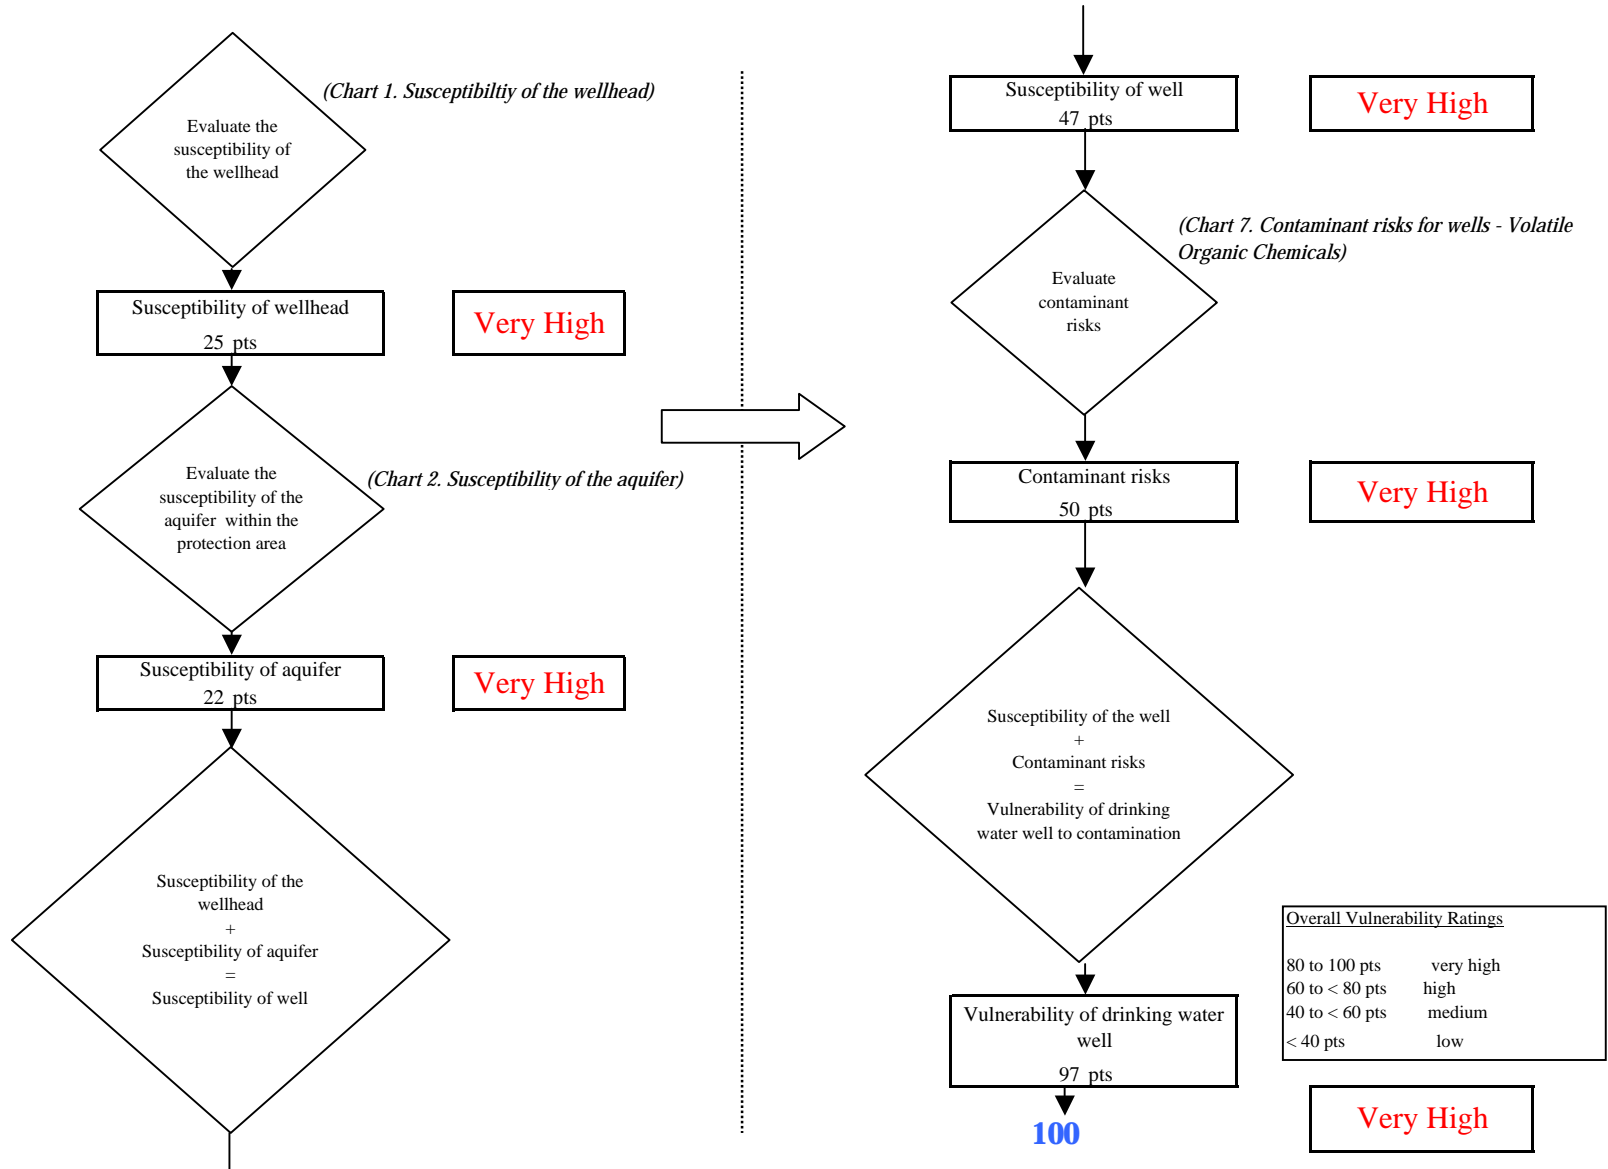 (Chart 1. Susceptibiltiy of the wellhead)
Evaluate the
susceptibility of
the wellhead
Susceptibility of wellhead
25 pts
Very High
Evaluate the
susceptibility of the
aquifer within the
protection area
(Chart 2. Susceptibility of the aquifer)
Susceptibility of aquifer
22 pts
Very High
Susceptibility of the
wellhead
+
Susceptibility of aquifer
=
Susceptibility of well
Susceptibility of well
47 pts
Very High
(Chart 7. Contaminant risks for wells - Volatile
Organic Chemicals)
Evaluate
contaminant
risks
Contaminant risks
50 pts
Very High
Susceptibility of the well
+
Contaminant risks
=
Vulnerability of drinking
water well to contamination
Overall Vulnerability Ratings
80 to 100 pts very high
60 to < 80 pts high
40 to < 60 pts medium
< 40 pts low
Vulnerability of drinking water
well
97 pts
100
Very High